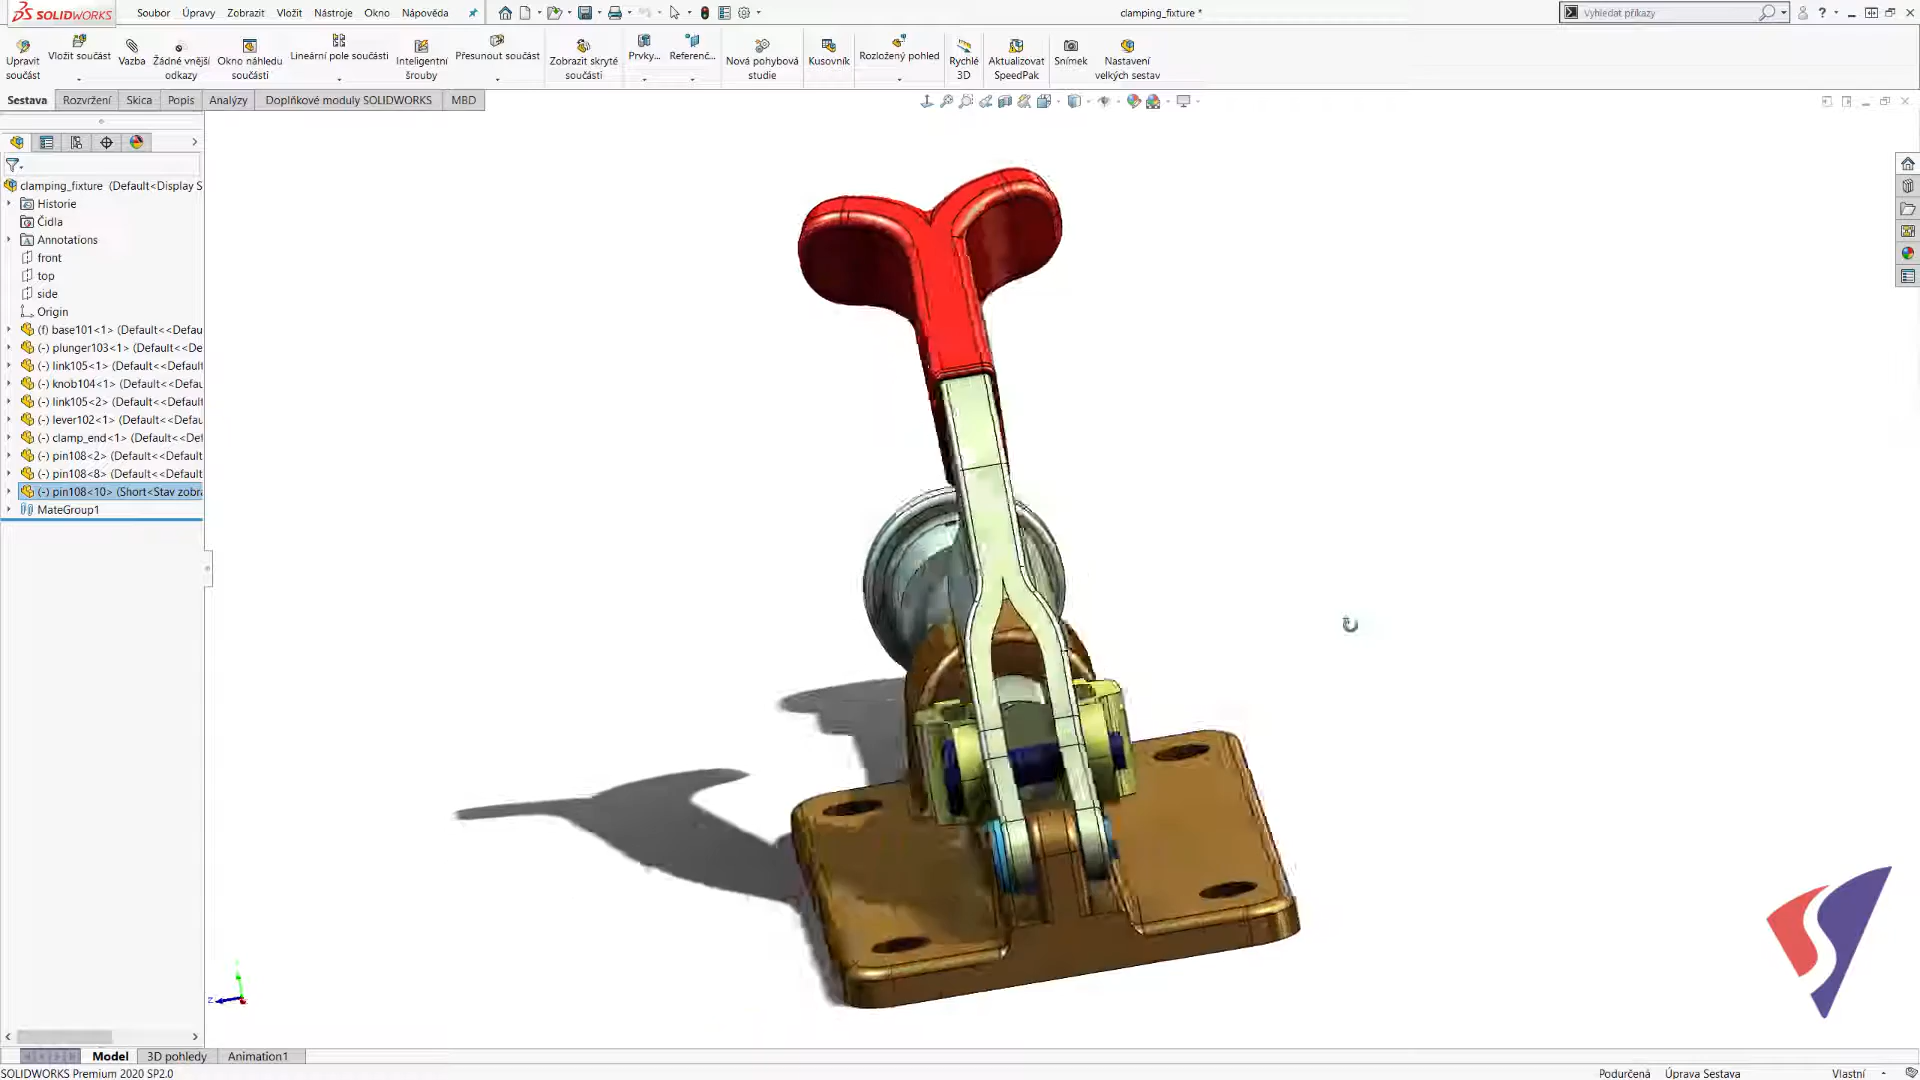 SOLIDWORKS
Soubor Úpravy Zobrazit Vložit Nástroje Okno Nápověda
clamping_fixture *
Vyhledat příkazy
?
Upravit součást
Vložit součást
Vazba
Žádné vnější odkazy
Okno náhledu součásti
Lineární pole součásti
Inteligentní šrouby
Přesunout součást
Zobrazit skryté součásti
Prvky...
Referenč...
Nová pohybová studie
Kusovník
Rozložený pohled
Rychlé 3D
Aktualizovat SpeedPak
Snímek
Nastavení velkých sestav
Sestava Rozvržení Skica Popis Analýzy Doplňkové moduly SOLIDWORKS MBD
clamping_fixture (Default<Display S
Historie
Čidla
Annotations
front
top
side
Origin
(f) base101<1> (Default<<Defau
(-) plunger103<1> (Default<<De
(-) link105<1> (Default<<Defau
(-) knob104<1> (Default<<Defau
(-) link105<2> (Default<<Defau
(-) lever102<1> (Default<<Defau
(-) clamp_end<1> (Default<<Def
(-) pin108<2> (Default<<Default
(-) pin108<8> (Default<<Default
(-) pin108<10> (Short<Stav zobra
MateGroup1
Z
Model 3D pohledy Animation1
SOLIDWORKS Premium 2020 SP2.0
Podurčená Úprava Sestava Vlastní